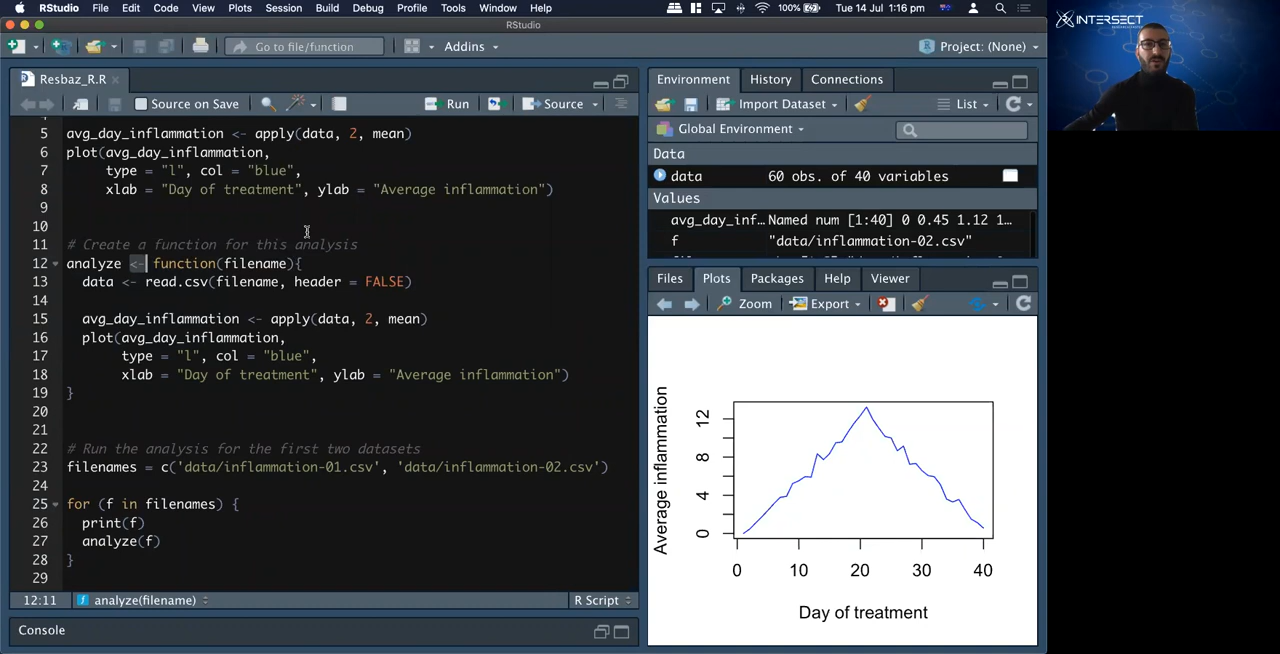 RStudio File Edit Code View Plots Session Build Debug Profile Tools Window Help 100% Tue 14 Jul 1:16 pm
RStudio
Go to file/function Addins Project: (None)
Resbaz_R.R
Source on Save Run Source
5 avg_day_inflammation <- apply(data, 2, mean)
6 plot(avg_day_inflammation,
7 type = "l", col = "blue",
8 xlab = "Day of treatment", ylab = "Average inflammation")
9
10
11 # Create a function for this analysis
12 analyze <- function(filename){
13 data <- read.csv(filename, header = FALSE)
14
15 avg_day_inflammation <- apply(data, 2, mean)
16 plot(avg_day_inflammation,
17 type = "l", col = "blue",
18 xlab = "Day of treatment", ylab = "Average inflammation")
19 }
20
21
22 # Run the analysis for the first two datasets
23 filenames = c('data/inflammation-01.csv', 'data/inflammation-02.csv')
24
25 for (f in filenames) {
26 print(f)
27 analyze(f)
28 }
29
12:11 analyze(filename) R Script
Console
Environment History Connections
Import Dataset List
Global Environment
Data
data 60 obs. of 40 variables
Values
avg_day_inf… Named num [1:40] 0 0.45 1.12 1…
f "data/inflammation-02.csv"
Files Plots Packages Help Viewer
Zoom Export
Average inflammation
12
8
4
0
0 10 20 30 40
Day of treatment
INTERSECT